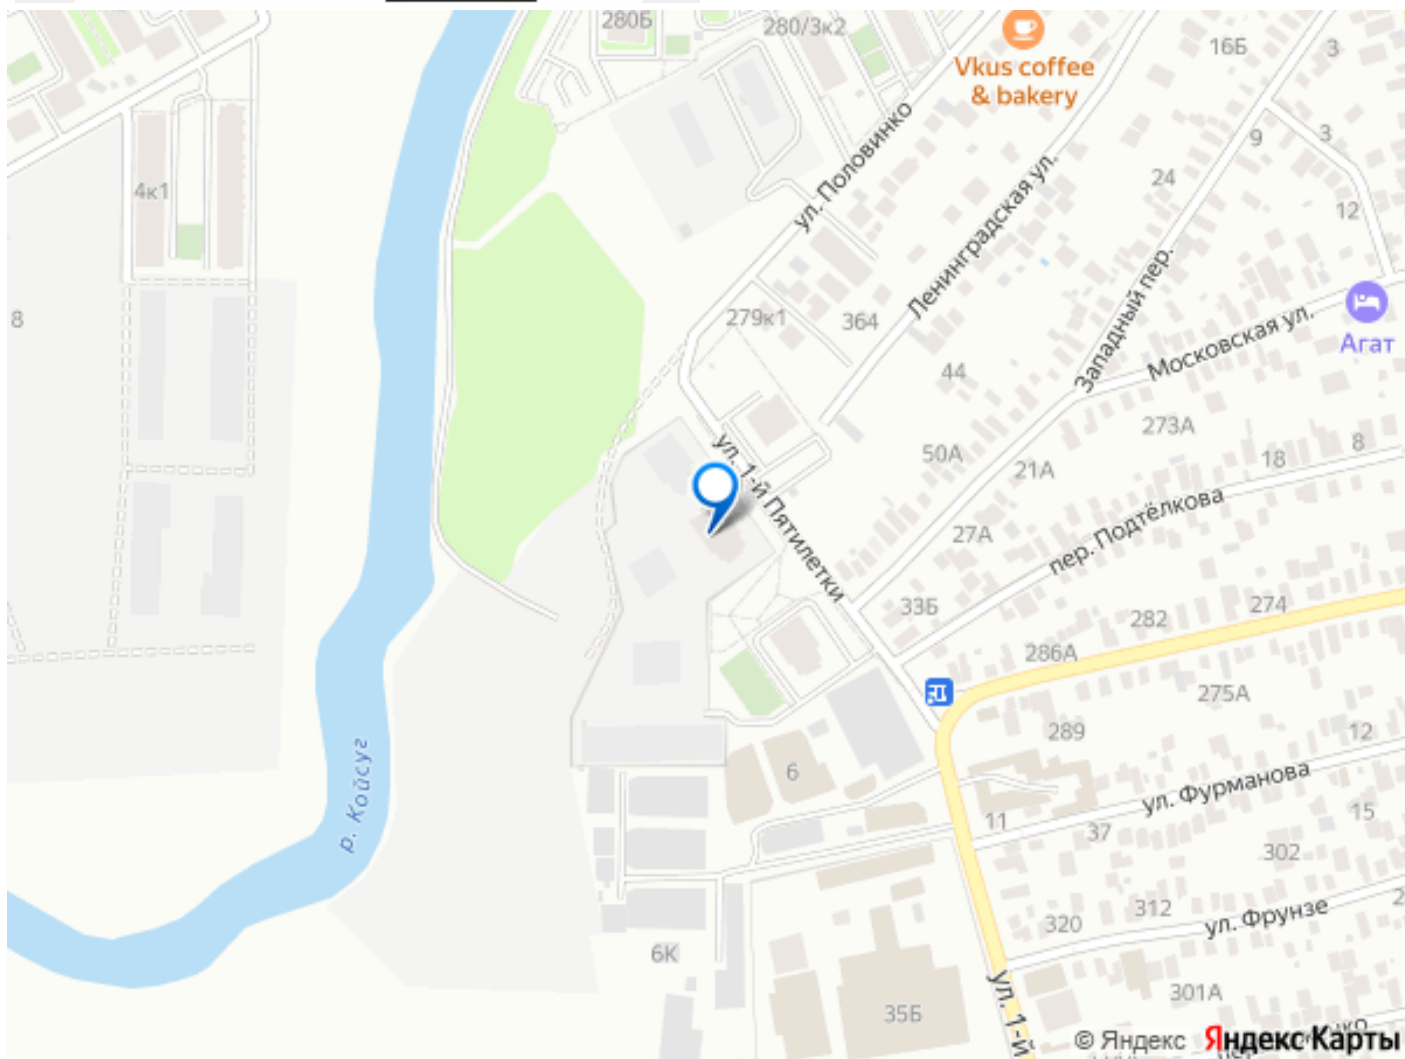 280Б
280/3к2
16Б
3
Vkus coffee
& bakery
9
3
ул. Половинко
Ленинградская ул.
24
4к1
12
Западный пер.
8
279к1
364
Московская ул.
Агат
44
273А
50А
21А
18
8
ул. 1-й Пятилетки
27А
пер. Подтёлкова
33Б
282
274
286А
275А
289
12
р. Койсуг
6
ул. Фурманова
11
37
15
302
320
312
ул. Фрунзе
6К
301А
35Б
ул. 1-й
© Яндекс Яндекс Карты